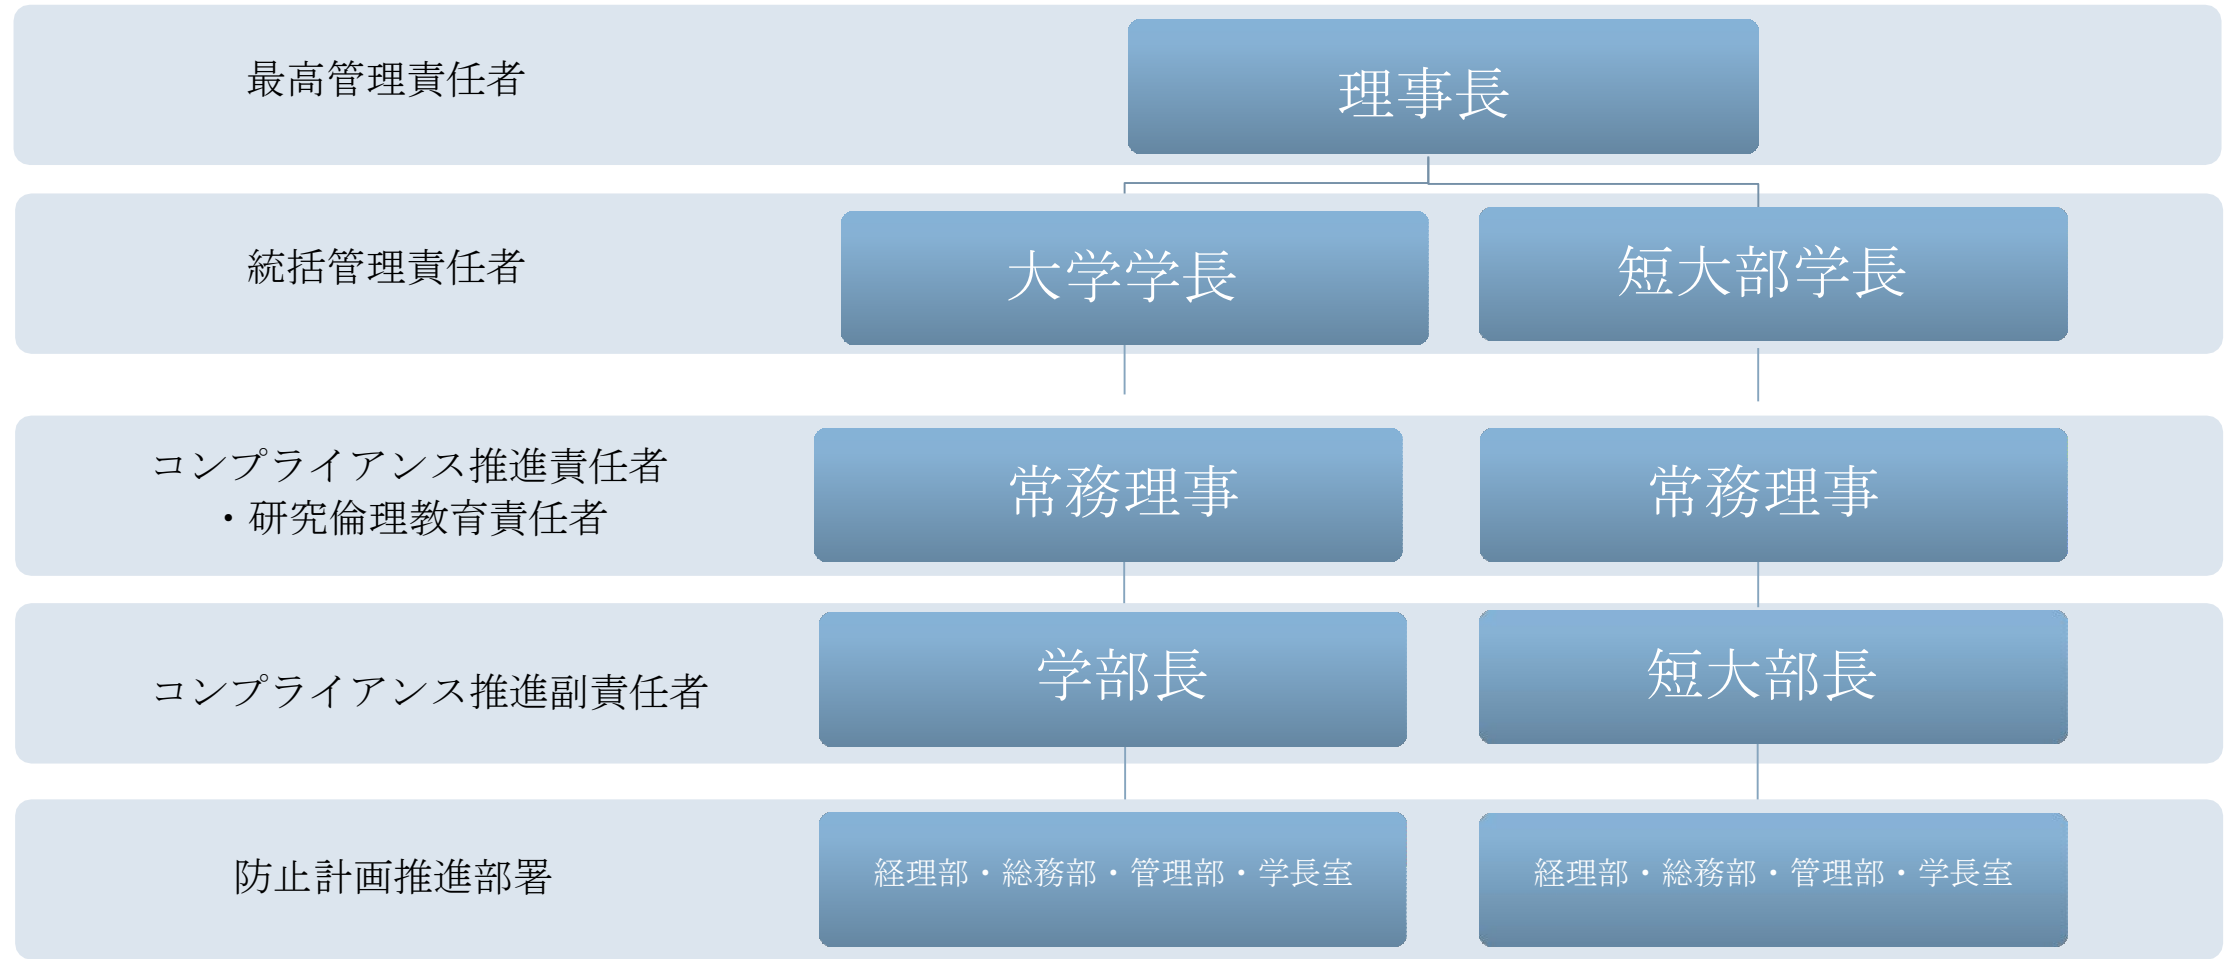 最高管理責任者
理事長
統括管理責任者
大学学長
短大部学長
コンプライアンス推進責任者
・研究倫理教育責任者
常務理事
常務理事
コンプライアンス推進副責任者
学部長
短大部長
防止計画推進部署
経理部・総務部・管理部・学長室
経理部・総務部・管理部・学長室